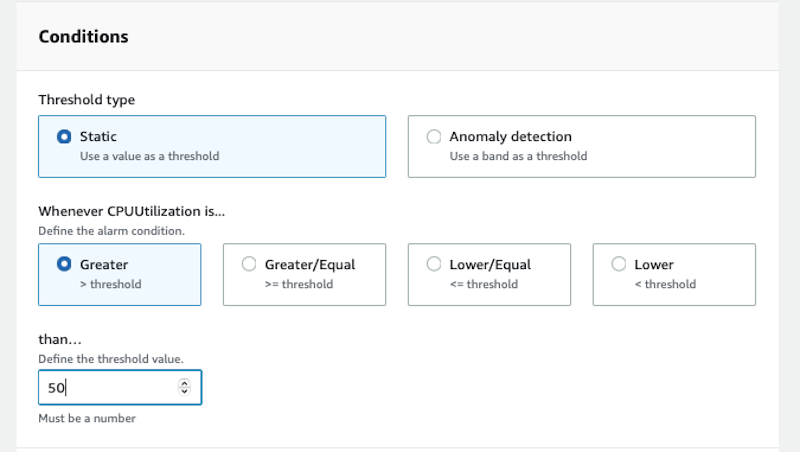 Conditions
Threshold type
Static
Use a value as a threshold
Anomaly detection
Use a band as a threshold
Whenever CPUUtilization is...
Define the alarm condition.
Greater
> threshold
Greater/Equal
>= threshold
Lower/Equal
<= threshold
Lower
< threshold
than...
Define the threshold value.
50
Must be a number